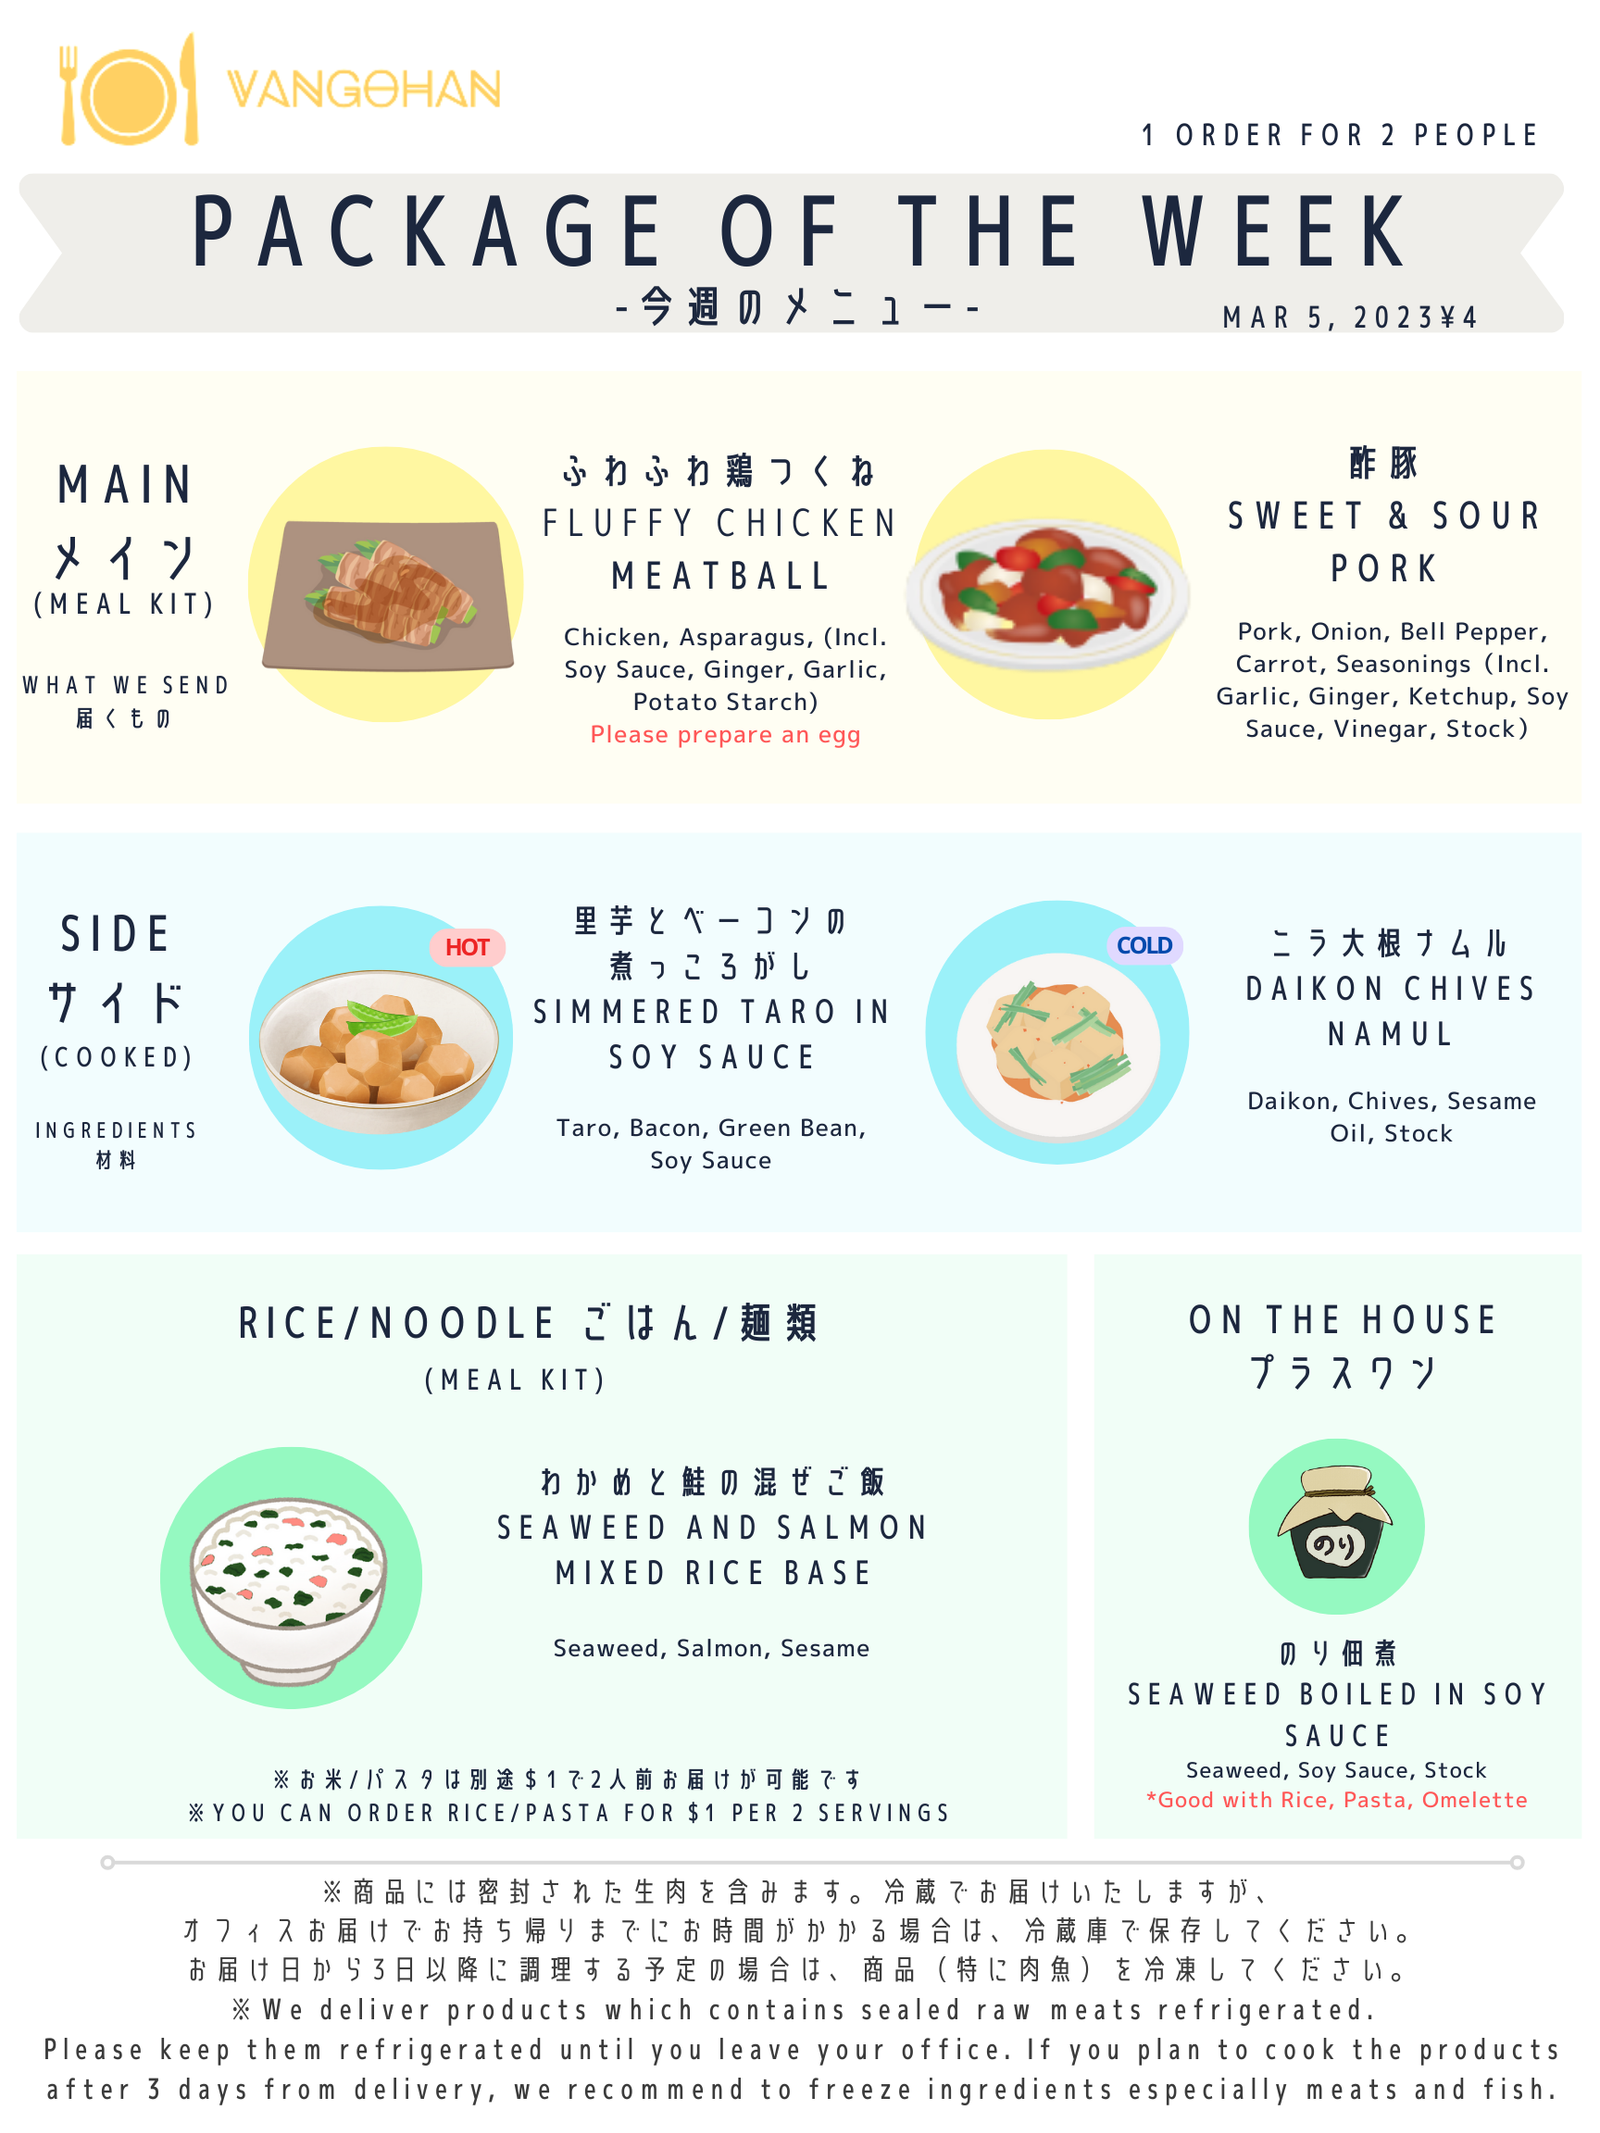 VANGOHAN
1 ORDER FOR 2 PEOPLE
PACKAGE OF THE WEEK
-今週のメニュー-
MAR 5, 2023¥4
MAIN
メイン
(MEAL KIT)
WHAT WE SEND
届くもの
ふわふわ鶏つくね
FLUFFY CHICKEN
MEATBALL
Chicken, Asparagus, (Incl.
Soy Sauce, Ginger, Garlic,
Potato Starch)
Please prepare an egg
酢豚
SWEET & SOUR
PORK
Pork, Onion, Bell Pepper,
Carrot, Seasonings (Incl.
Garlic, Ginger, Ketchup, Soy
Sauce, Vinegar, Stock)
SIDE
サイド
(COOKED)
INGREDIENTS
材料
HOT
里芋とベーコンの
煮っころがし
SIMMERED TARO IN
SOY SAUCE
Taro, Bacon, Green Bean,
Soy Sauce
COLD
ニラ大根ナムル
DAIKON CHIVES
NAMUL
Daikon, Chives, Sesame
Oil, Stock
RICE/NOODLE ごはん/麺類
(MEAL KIT)
わかめと鮭の混ぜご飯
SEAWEED AND SALMON
MIXED RICE BASE
Seaweed, Salmon, Sesame
※お米/パスタは別途$1で2人前お届けが可能です
※YOU CAN ORDER RICE/PASTA FOR $1 PER 2 SERVINGS
ON THE HOUSE
プラスワン
のり
のり佃煮
SEAWEED BOILED IN SOY
SAUCE
Seaweed, Soy Sauce, Stock
*Good with Rice, Pasta, Omelette
※商品には密封された生肉を含みます。冷蔵でお届けいたしますが、
オフィスお届けでお持ち帰りまでにお時間がかかる場合は、冷蔵庫で保存してください。
お届け日から3日以降に調理する予定の場合は、商品（特に肉魚）を冷凍してください。
※We deliver products which contains sealed raw meats refrigerated.
Please keep them refrigerated until you leave your office. If you plan to cook the products
after 3 days from delivery, we recommend to freeze ingredients especially meats and fish.